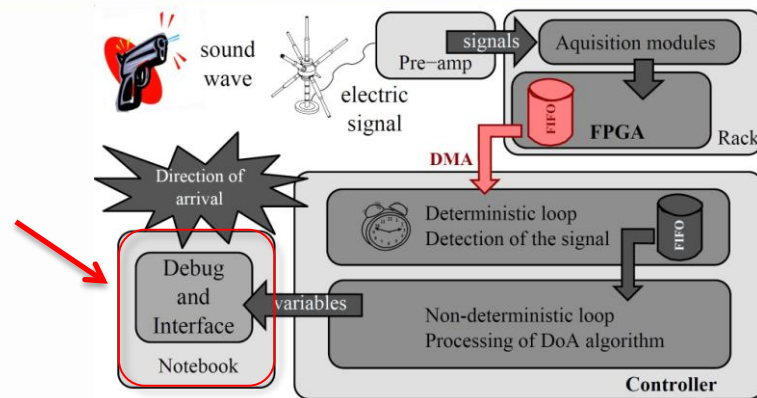 sound
wave
electric
signal
Pre-amp
signals
Aquisition modules
FIFO
FPGA
Rack
DMA
Direction of
arrival
Deterministic loop
Detection of the signal
FIFO
Debug
and
Interface
Notebook
variables
Non-deterministic loop
Processing of DoA algorithm
Controller